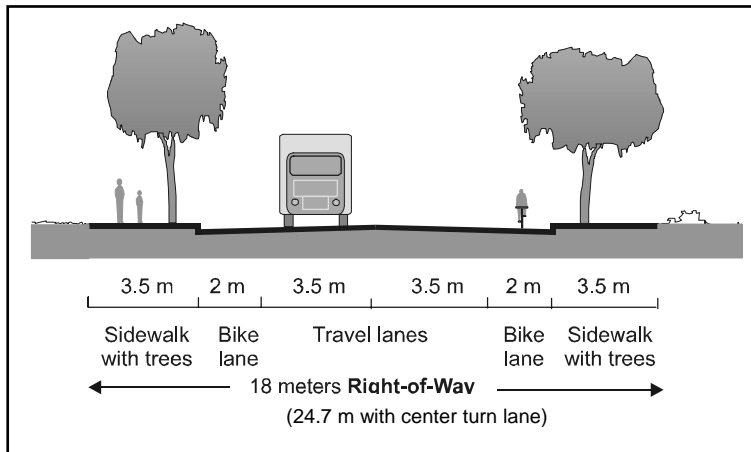 3.5 m 2 m 3.5 m 3.5 m 2 m 3.5 m
Sidewalk with trees
Bike lane
Travel lanes
Bike lane
Sidewalk with trees
18 meters Right-of-Way
(24.7 m with center turn lane)